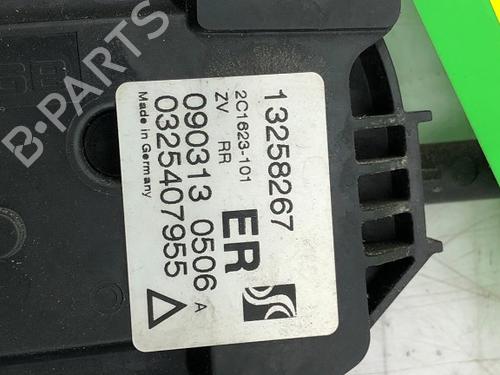 13258267
2C1623-101
ZV RR ER
090313 0506 A
0325407955
Made in Germany
B-PARTS